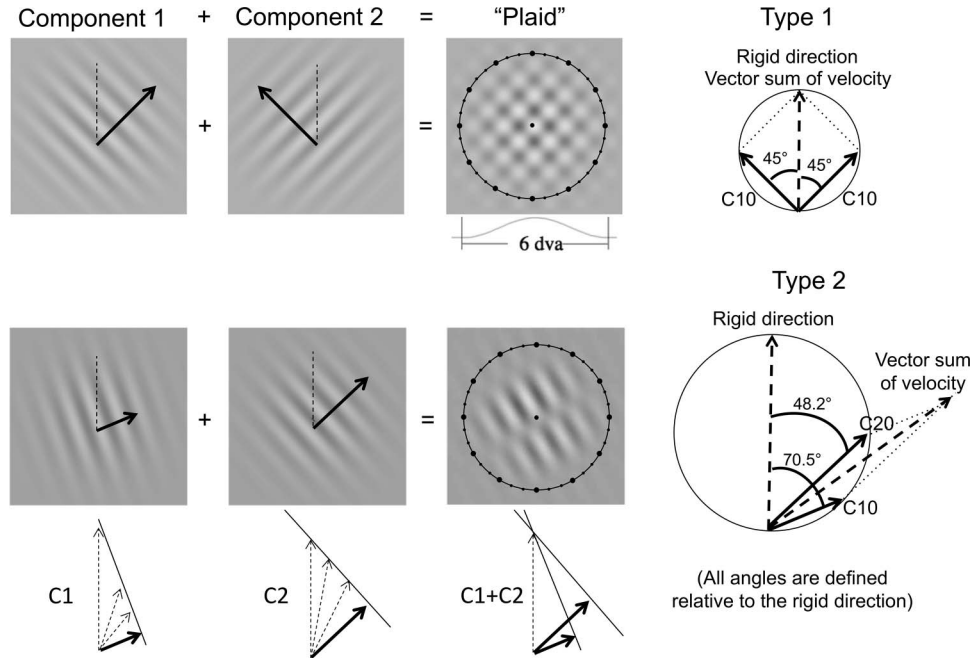 Component 1 + Component 2 = “Plaid”
+ =
6 dva
Type 1
Rigid direction
Vector sum of velocity
45° 45°
C10 C10
Type 2
Rigid direction
Vector sum
of velocity
48.2°
C20
70.5°
C10
+ =
C1 C2 C1+C2
(All angles are defined
relative to the rigid direction)